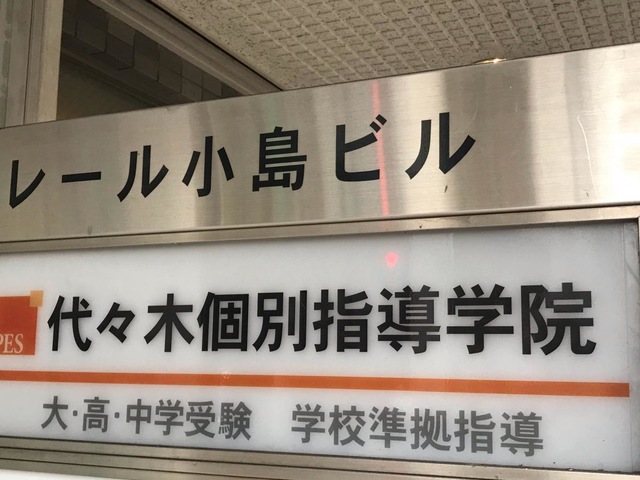 レール小島ビル
PES
代々木個別指導学院
大・高・中学受験 学校準拠指導